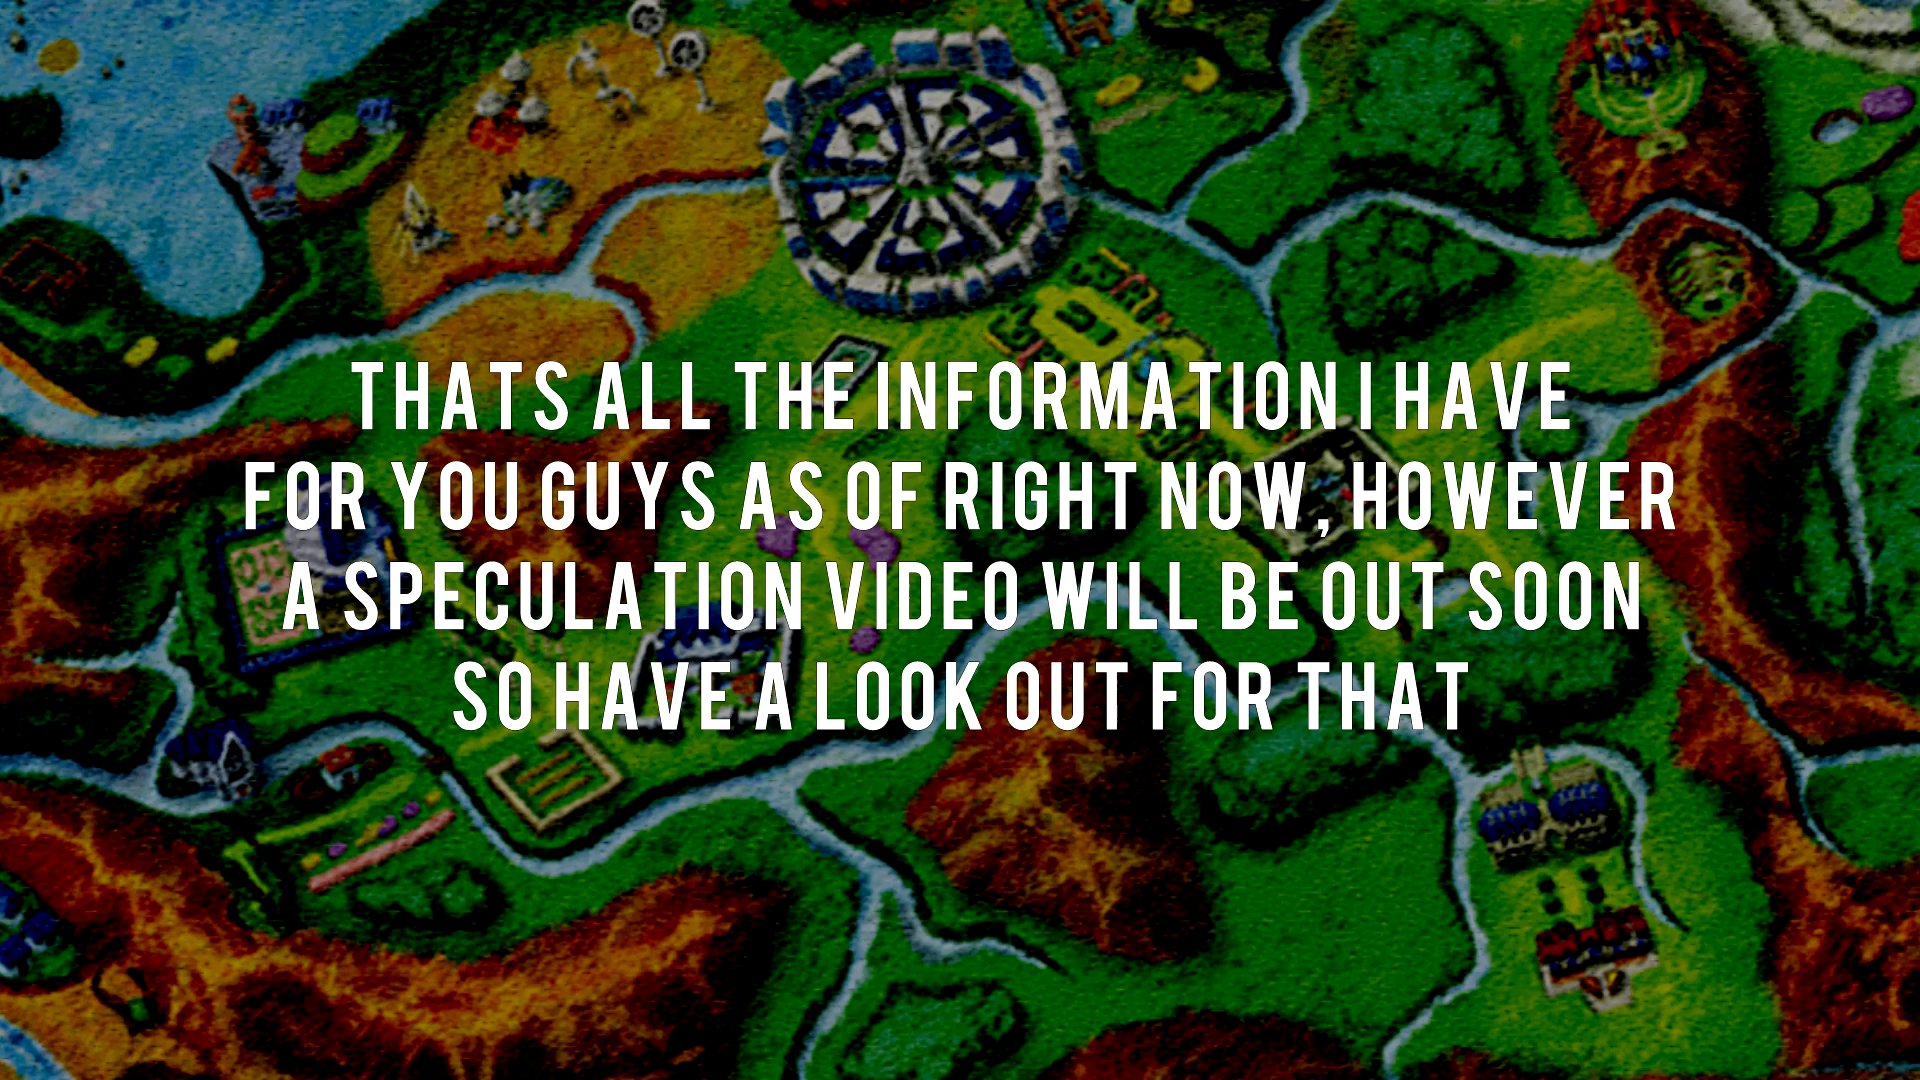 THATS ALL THE INFORMATION I HAVE
FOR YOU GUYS AS OF RIGHT NOW, HOWEVER
A SPECULATION VIDEO WILL BE OUT SOON
SO HAVE A LOOK OUT FOR THAT